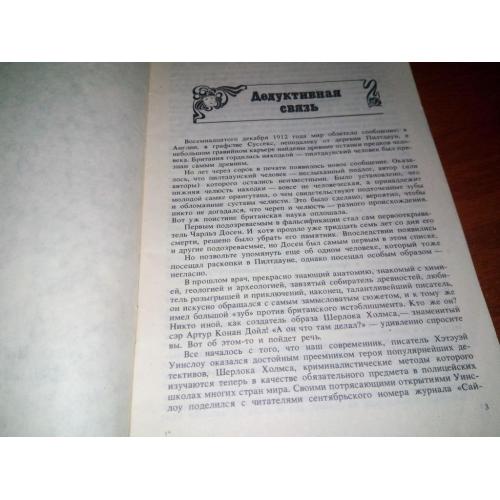 Дедуктивная
связь
Восемнадцатого декабря 1912 года мир облетело сообщение: в
Англии, в графстве Суссекс, неподалеку от деревни Пилтдаун, в
небольшом гравийном карьере найдены древние останки предка чело-
века. Британия гордилась находкой — пилтдаунский человек был приз-
нан самым древним.
Но лет через сорок в печати появилось новое сообщение. Оказа-
лось, что пилтдаунский человек — неслыханный подлог, автор (или
авторы) которого остались неизвестными. Было установлено, что
нижняя челюсть находки — вовсе не человеческая, а принадлежит
молодой самке орангутана, о чем свидетельствуют подточенные зубы
и обломанные суставы челюсти. Это было сделано, вероятно, чтобы
никто не догадался, что череп и челюсть — разного происхождения.
Вот уж поистине британская наука оплошала.
Первым подозреваемым в фальсификации стал сам первооткрыва-
тель Чарльз Досен. И хотя прошло уже тридцать семь лет со дня его
смерти, решено было убрать его памятник. Впоследствии появились
и другие подозреваемые, но Досен был самым первым в этом списке.
Но позвольте упомянуть еще об одном человеке, который тоже
посещал раскопки в Пилтдауне, однако посещал особым образом —
негласно.
В прошлом врач, прекрасно знающий анатомию, знакомый с хими-
ей, геологией и археологией, завзятый собиратель древностей, люби-
тель розыгрышей и приключений, наконец, талантливейший писатель,
он искусно обращался с самым замысловатым сюжетом, и к тому же
имел большой «зуб» против британского истэблишмента. Кто же он?
Никто иной, как создатель образа Шерлока Холмса,— знаменитый
сэр Артур Конан Дойл! «А он что там делал?» — удивленно спросите
вы. Вот об этом-то и пойдет речь.
Все началось с того, что наш современник, писатель Хэтэуэй
Уинслоу оказался достойным преемником героя популярнейших де-
тективов, Шерлока Холмса, криминалистические методы которого
изучаются теперь в качестве обязательного предмета в полицейских
школах многих стран мира. Своими потрясающими открытиями Уинс-
лоу поделился с читателями сентябрьского номера журнала «Сай-
3